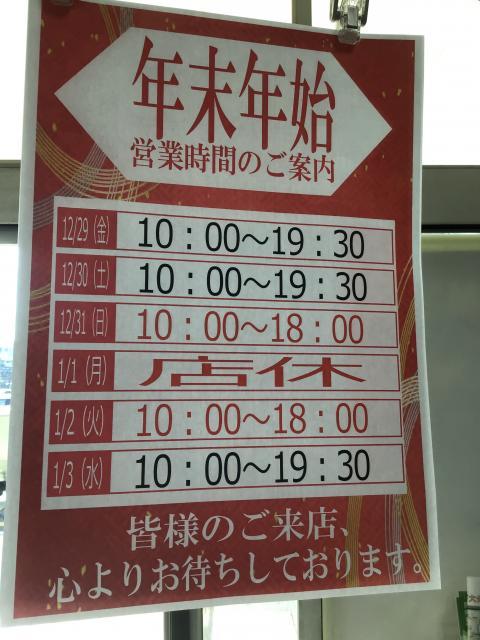 年末年始
営業時間のご案内
12/29（金） 10：00～19：30
12/30（土） 10：00～19：30
12/31（日） 10：00～18：00
1/1（月） 店休
1/2（火） 10：00～18：00
1/3（水） 10：00～19：30
皆様のご来店、
心よりお待ちしております。